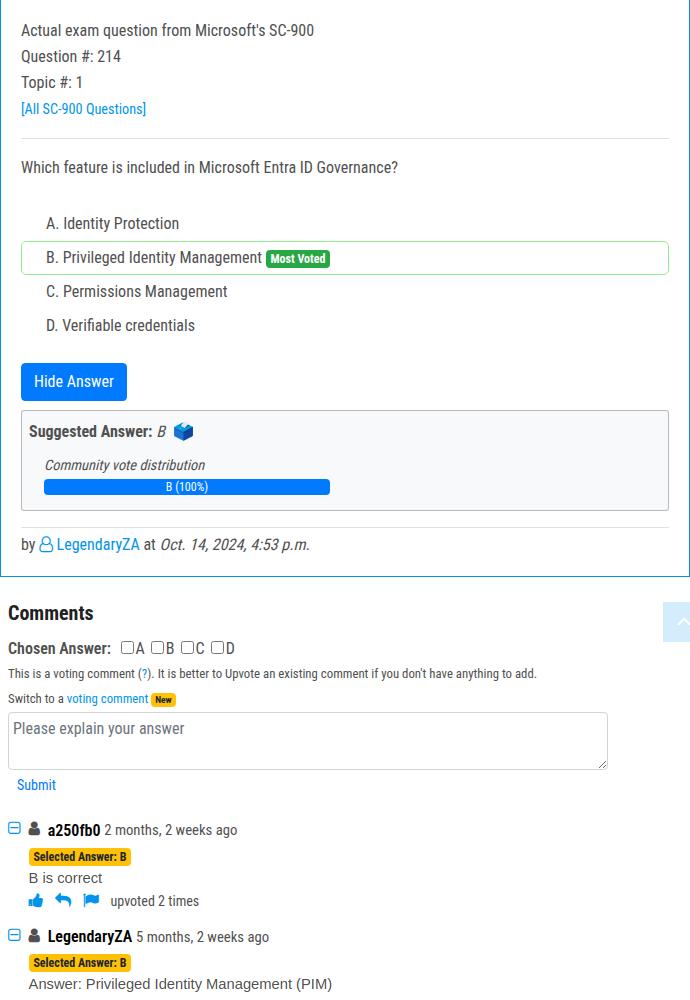 Actual exam question from Microsoft's SC-900
Question #: 214
Topic #: 1
[All SC-900 Questions]
Which feature is included in Microsoft Entra ID Governance?
A. Identity Protection
B. Privileged Identity Management Most Voted
C. Permissions Management
D. Verifiable credentials
Hide Answer
Suggested Answer: B
Community vote distribution
B (100%)
by LegendaryZA at Oct. 14, 2024, 4:53 p.m.
Comments
Chosen Answer: A B C D
This is a voting comment (?). It is better to Upvote an existing comment if you don't have anything to add.
Switch to a voting comment New
Please explain your answer
Submit
a250fb0 2 months, 2 weeks ago
Selected Answer: B
B is correct
upvoted 2 times
LegendaryZA 5 months, 2 weeks ago
Selected Answer: B
Answer: Privileged Identity Management (PIM)